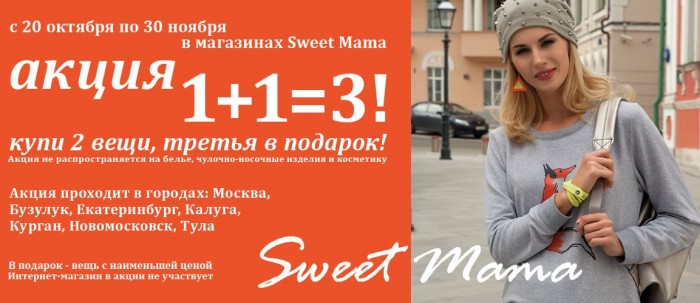 с 20 октября по 30 ноября
в магазинах Sweet Mama
акция
1+1=3!
купи 2 вещи, третья в подарок!
Акция не распространяется на белье, чулочно-носочные изделия и косметику
Акция проходит в городах: Москва,
Бузулук, Екатеринбург, Калуга,
Курган, Новомосковск, Тула
В подарок - вещь с наименьшей ценой
Интернет-магазин в акции не участвует
Sweet Mama